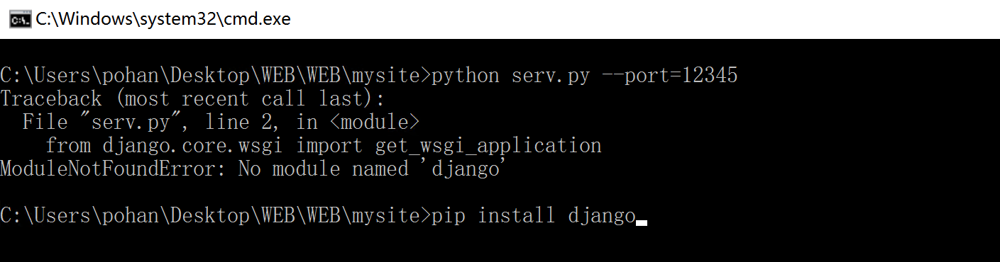 C:\Windows\system32\cmd.exe
C:\Users\pohan\Desktop\WEB\WEB\mysite>python serv.py --port=12345
Traceback (most recent call last):
  File "serv.py", line 2, in <module>
    from django.core.wsgi import get_wsgi_application
ModuleNotFoundError: No module named 'django'
C:\Users\pohan\Desktop\WEB\WEB\mysite>pip install django